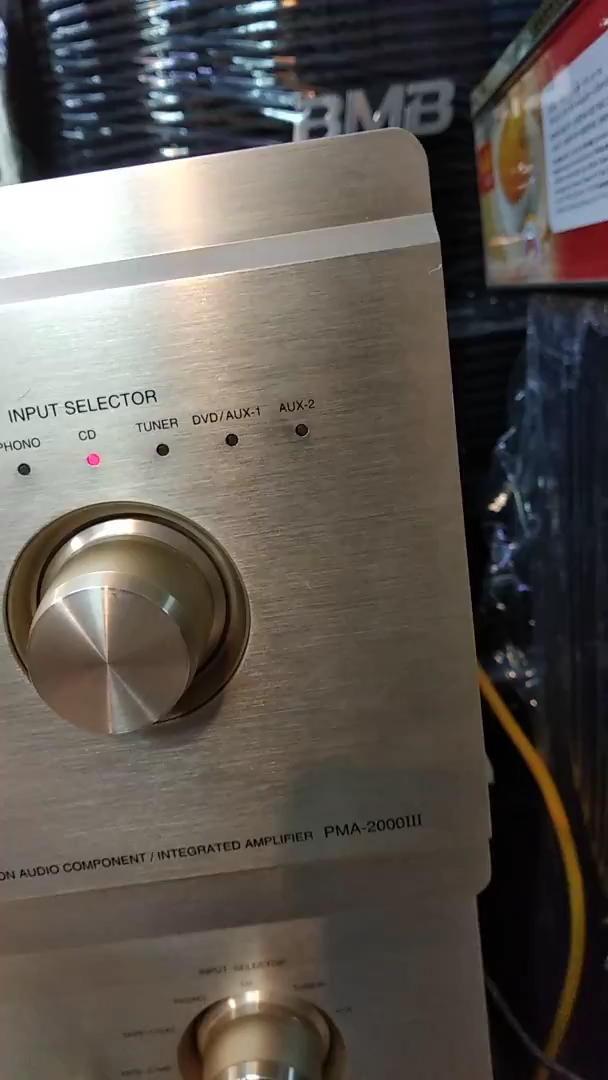 BMB
INPUT SELECTOR
PHONO CD TUNER DVD/AUX-1 AUX-2
ON AUDIO COMPONENT / INTEGRATED AMPLIFIER PMA-2000III
INPUT SELECTOR
PHONO